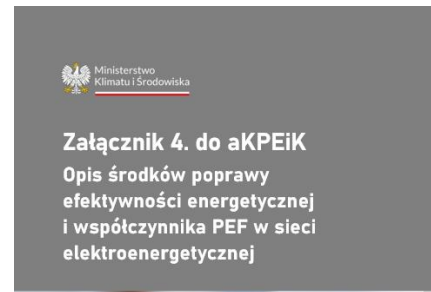 Ministerstwo
Klimatu i Środowiska
Załącznik 4. do aKPEiK
Opis środków poprawy
efektywności energetycznej
i współczynnika PEF w sieci
elektroenergetycznej